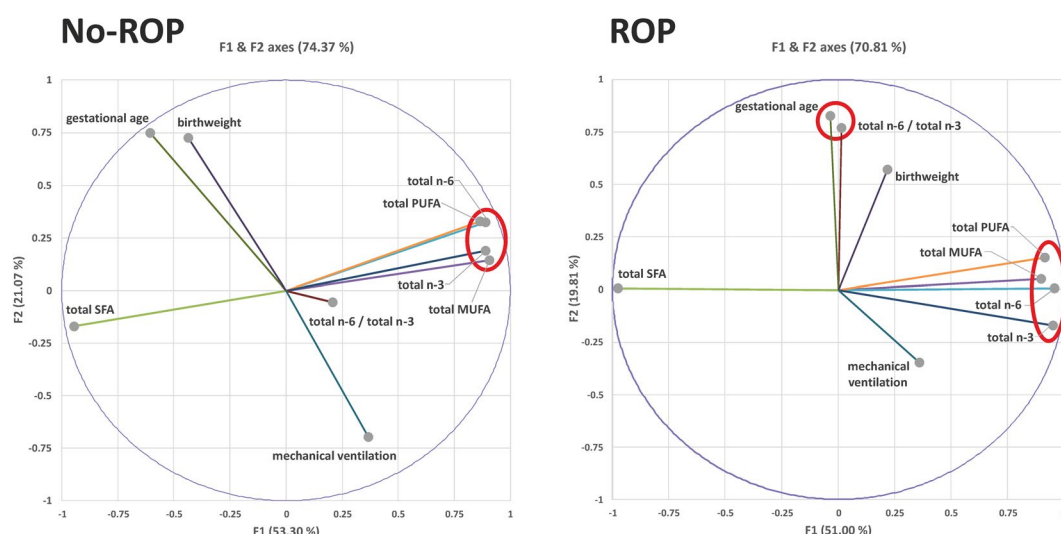 No-ROP
F1 & F2 axes (74.37 %)
1
gestational age
birthweight
0.75
0.5
total n-6
total PUFA
0.25
F2 (21.07 %)
0
total n-3
total SFA
total MUFA
total n-6 / total n-3
-0.25
-0.5
-0.75
mechanical ventilation
-1
-1 -0.75 -0.5 -0.25 0 0.25 0.5 0.75 1
F1 (53.30 %)
ROP
F1 & F2 axes (70.81 %)
1
gestational age
total n-6 / total n-3
0.75
birthweight
0.5
total PUFA
0.25
total MUFA
F2 (19.81 %)
total SFA
0
total n-6
total n-3
-0.25
mechanical
ventilation
-0.5
-0.75
-1
-1 -0.75 -0.5 -0.25 0 0.25 0.5 0.75 1
F1 (51.00 %)